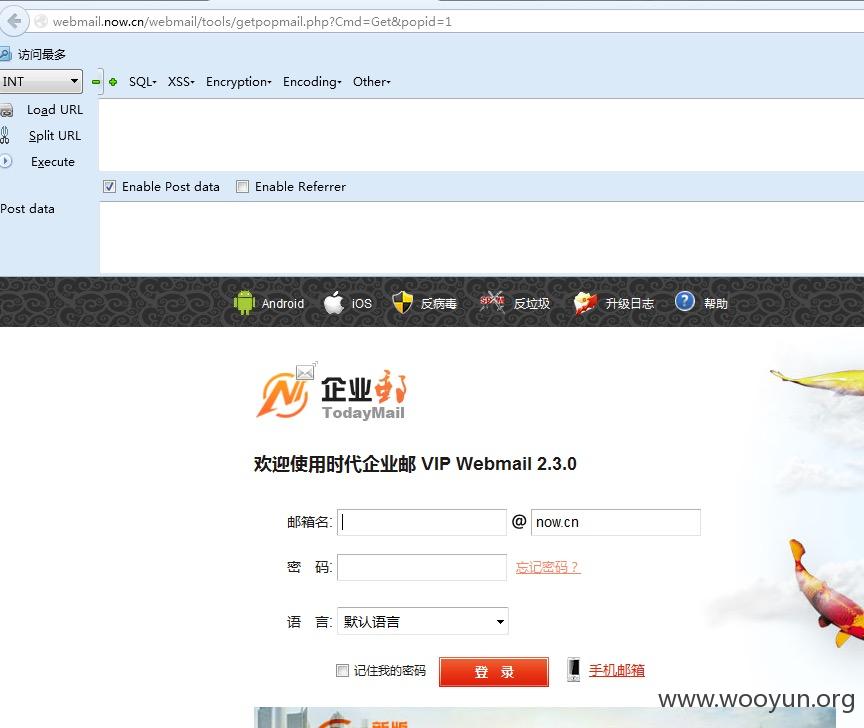 webmail.now.cn/webmail/tools/getpopmail.php?Cmd=Get&popid=1
访问最多
INT SQL XSS Encryption Encoding Other
Load URL
Split URL
Execute
Enable Post data Enable Referrer
Post data
Android iOS 反病毒 SPAM 反垃圾 升级日志 ? 帮助
企业邮
TodayMail
欢迎使用时代企业邮 VIP Webmail 2.3.0
邮箱名: @ now.cn
密 码: 忘记密码？
语 言: 默认语言
记住我的密码 登 录 手机邮箱
www.wooyun.org
新版